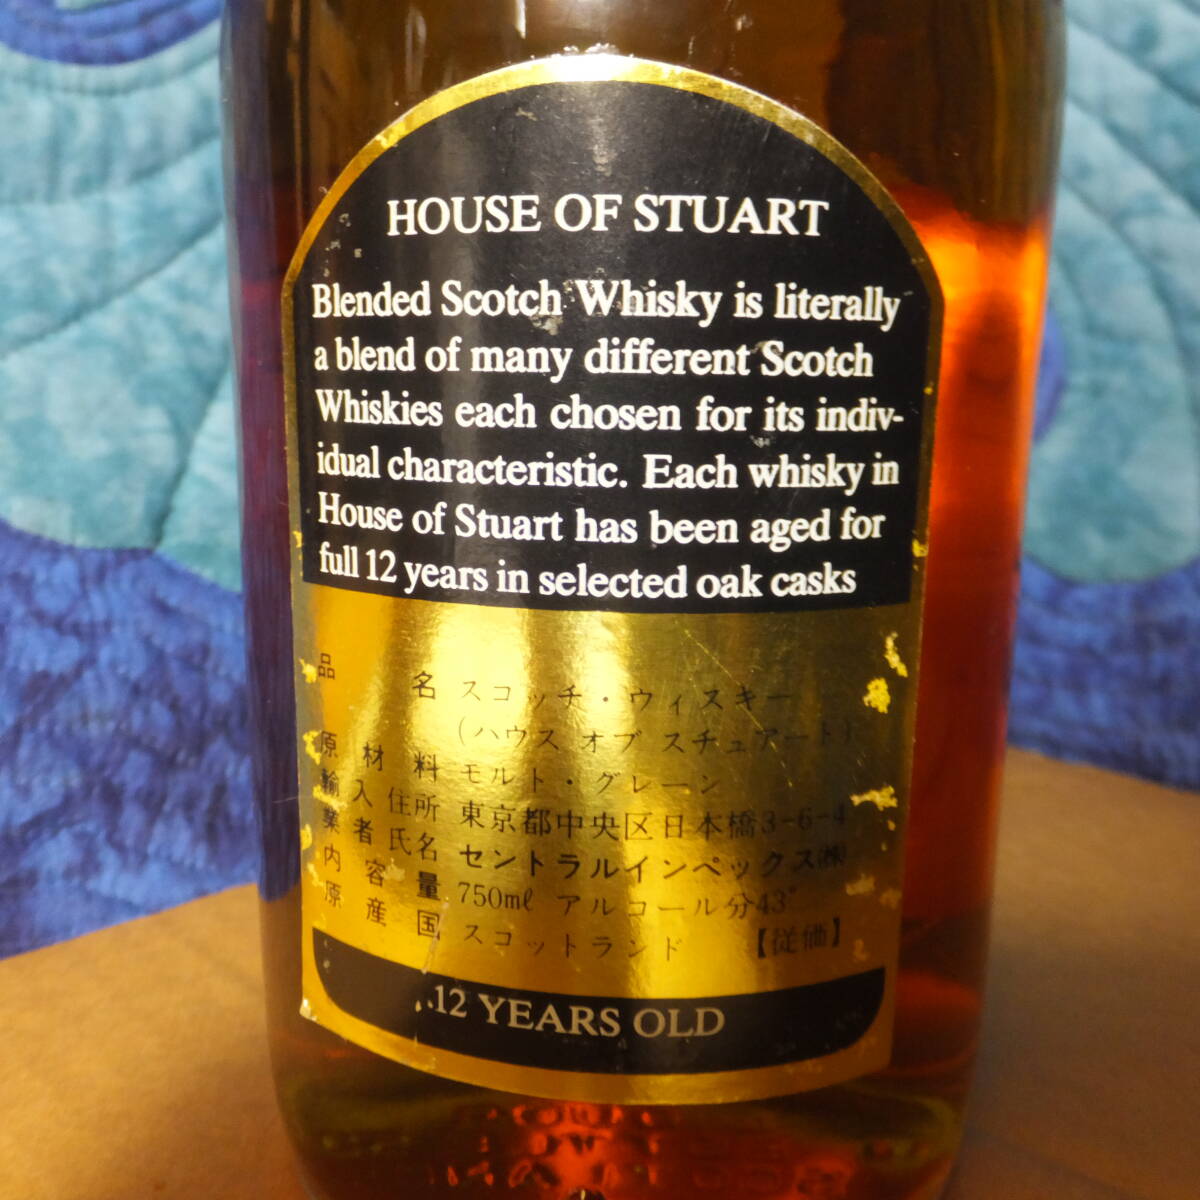 HOUSE OF STUART
Blended Scotch Whisky is literally
a blend of many different Scotch
Whiskies each chosen for its indiv-
idual characteristic. Each whisky in
House of Stuart has been aged for
full 12 years in selected oak casks
品名 スコッチ・ウィスキー
(ハウス オブ スチュアート)
原材料 モルト・グレーン
輸入住所 東京都中央区日本橋3-6-4
業者氏名 セントラルインペックス㈱
内容量 750mℓ アルコール分43°
原産国 スコットランド 【従価】
12 YEARS OLD